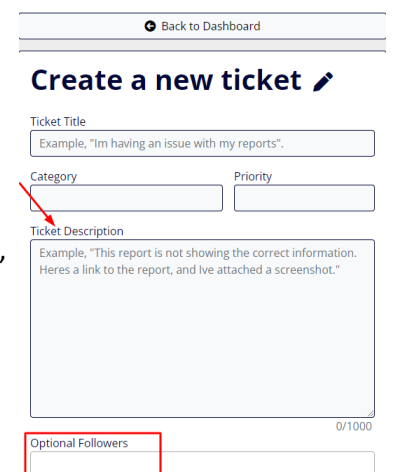 Back to Dashboard
Create a new ticket
Ticket Title
Example, "Im having an issue with my reports".
Category Priority
Ticket Description
,
Example, "This report is not showing the correct information.
Heres a link to the report, and Ive attached a screenshot."
0/1000
Optional Followers